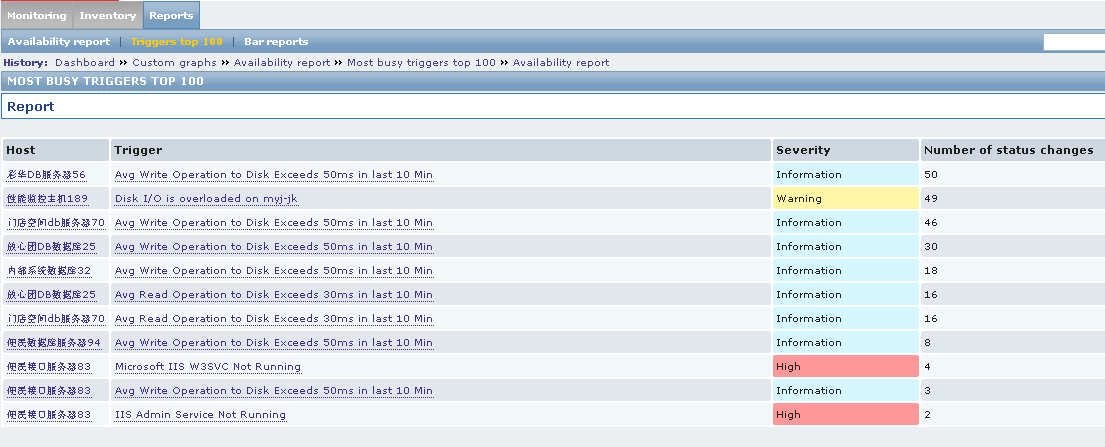 Monitoring Inventory Reports
Availability report | Triggers top 100 | Bar reports
History: Dashboard » Custom graphs » Availability report » Most busy triggers top 100 » Availability report
MOST BUSY TRIGGERS TOP 100
Report
Host Trigger Severity Number of status changes
彩华DB服务器56 Avg Write Operation to Disk Exceeds 50ms in last 10 Min Information 50
性能监控主机189 Disk I/O is overloaded on myj-jk Warning 49
门店空间db服务器70 Avg Write Operation to Disk Exceeds 50ms in last 10 Min Information 46
放心团DB数据库25 Avg Write Operation to Disk Exceeds 50ms in last 10 Min Information 30
内部系统数据库32 Avg Write Operation to Disk Exceeds 50ms in last 10 Min Information 18
放心团DB数据库25 Avg Read Operation to Disk Exceeds 30ms in last 10 Min Information 16
门店空间db服务器70 Avg Read Operation to Disk Exceeds 30ms in last 10 Min Information 16
便民数据库服务器94 Avg Write Operation to Disk Exceeds 50ms in last 10 Min Information 8
便民接口服务器83 Microsoft IIS W3SVC Not Running High 4
便民接口服务器83 Avg Write Operation to Disk Exceeds 50ms in last 10 Min Information 3
便民接口服务器83 IIS Admin Service Not Running High 2